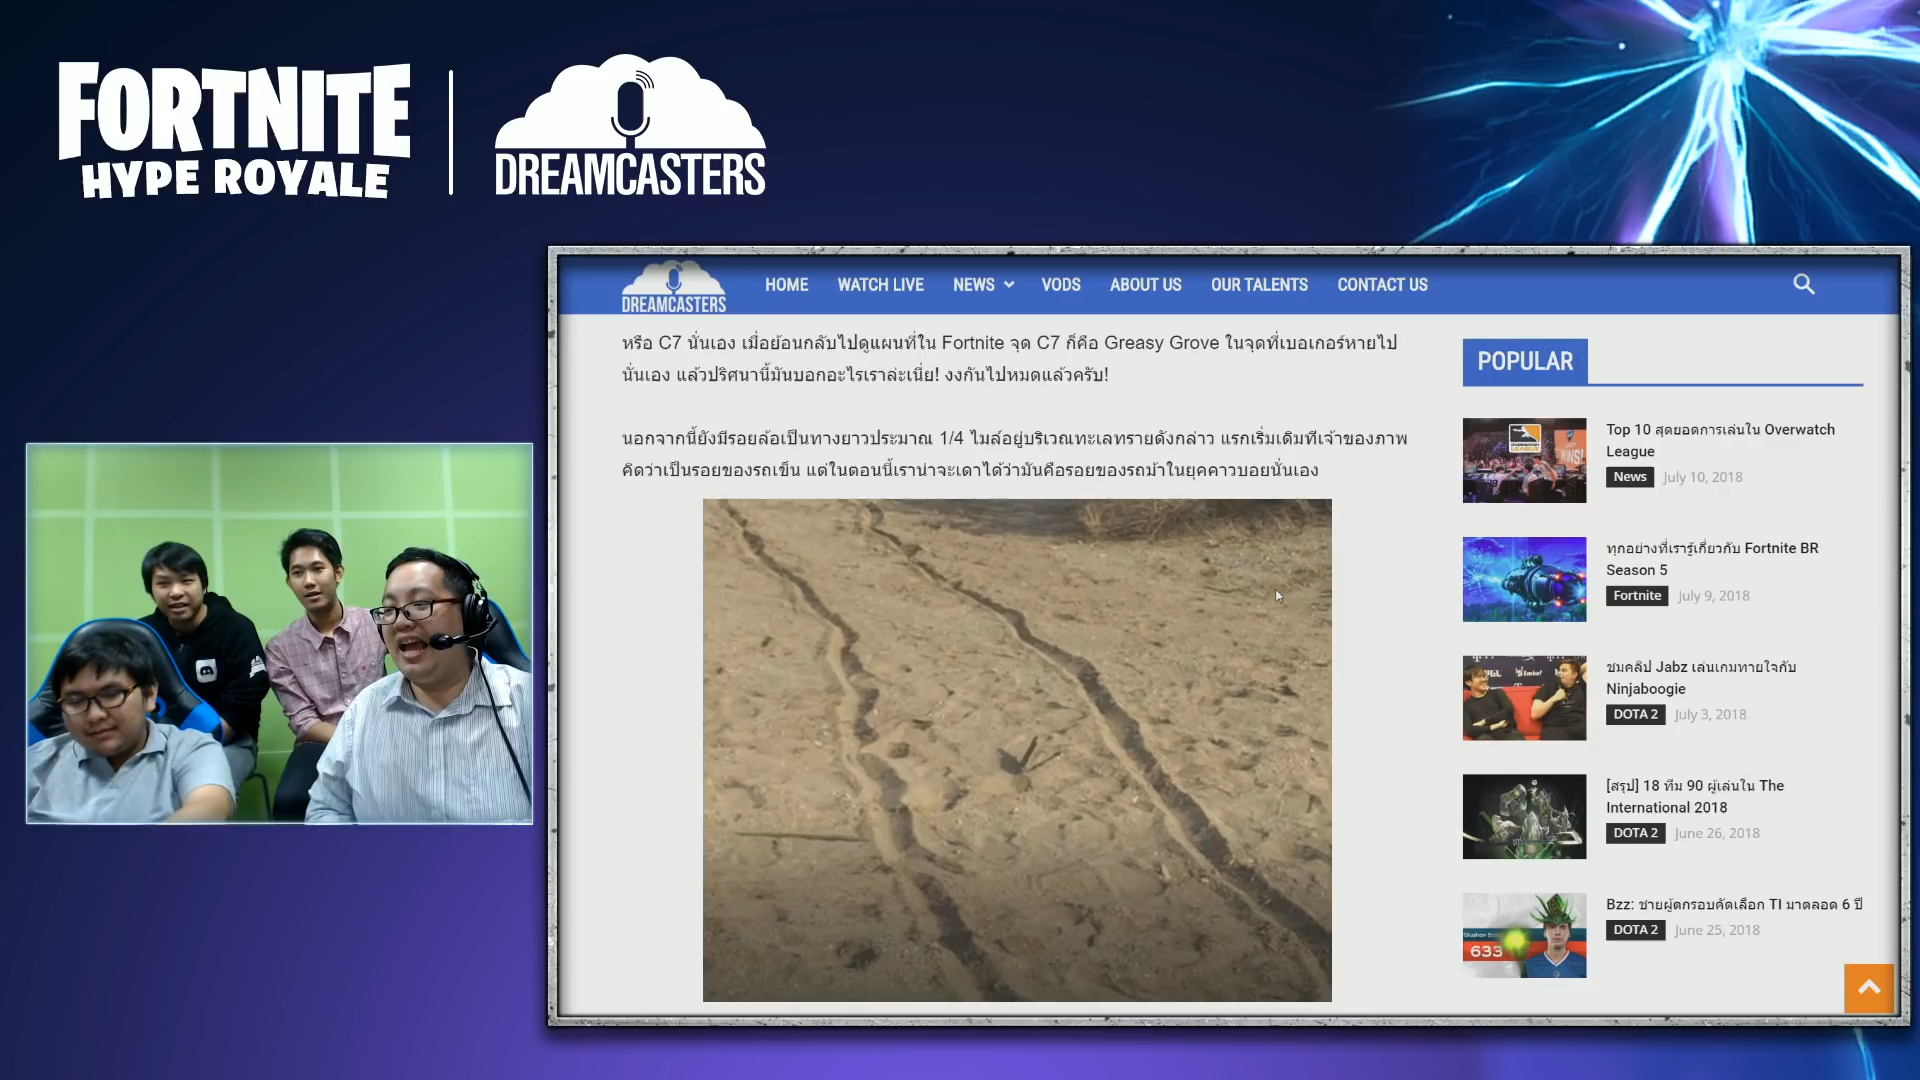 FORTNITE
HYPE ROYALE
DREAMCASTERS
DREAMCASTERS
HOME
WATCH LIVE
NEWS
VODS
ABOUT US
OUR TALENTS
CONTACT US
หรือ C7 นั่นเอง เมื่อย้อนกลับไปดูแผนที่ใน Fortnite จุด C7 ก็คือ Greasy Grove ในจุดที่เบอเกอร์หายไป
นั่นเอง แล้วปริศนานี้มันบอกอะไรเราล่ะเนี่ย! งงกันไปหมดแล้วครับ!
นอกจากนี้ยังมีรอยล้อเป็นทางยาวประมาณ 1/4 ไมล์อยู่บริเวณทะเลทรายดังกล่าว แรกเริ่มเดิมทีเจ้าของภาพ
คิดว่าเป็นรอยของรถเข็น แต่ในตอนนี้เราน่าจะเดาได้ว่ามันคือรอยของรถม้าในยุคคาวบอยนั่นเอง
POPULAR
Top 10 สุดยอดการเล่นใน Overwatch
League
News
July 10, 2018
ทุกอย่างที่เรารู้เกี่ยวกับ Fortnite BR
Season 5
Fortnite
July 9, 2018
ชมคลิป Jabz เล่นเกมทายใจกับ
Ninjaboogie
DOTA 2
July 3, 2018
[สรุป] 18 ทีม 90 ผู้เล่นใน The
International 2018
DOTA 2
June 26, 2018
Bzz: ชายผู้ตกรอบคัดเลือก TI มาตลอด 6 ปี
DOTA 2
June 25, 2018
633